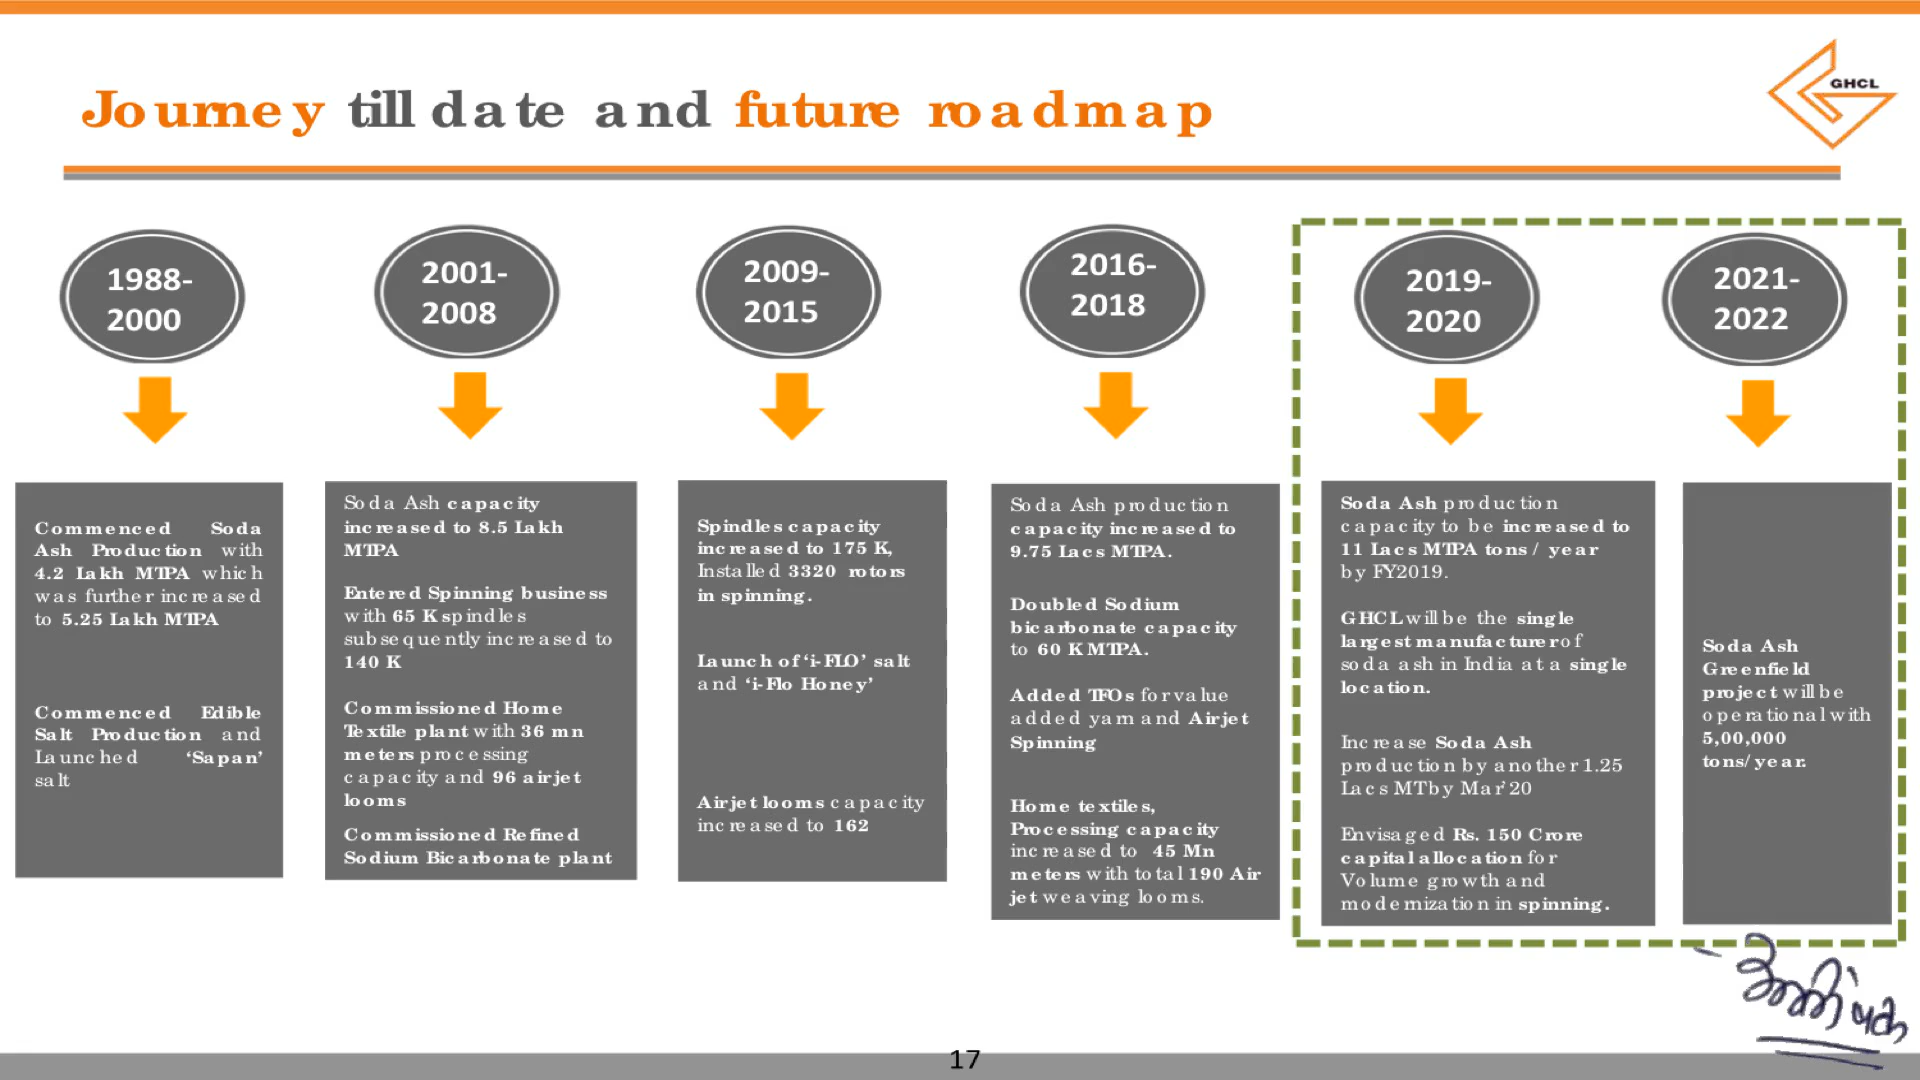 GHCL
Journey till date and future roadmap
1988-
2000
2001-
2008
2009-
2015
2016-
2018
2019-
2020
2021-
2022
Commenced Soda
Ash Production with
4.2 Lakh MTPA which
was further increased
to 5.25 Lakh MTPA
Commenced Edible
Salt Production and
Launched ‘Sapan’
salt
Soda Ash capacity
increased to 8.5 Lakh
MTPA
Entered Spinning business
with 65 K spindles
subsequently increased to
140 K
Commissioned Home
Textile plant with 36 mn
meters processing
capacity and 96 airjet
looms
Commissioned Refined
Sodium Bicarbonate plant
Spindles capacity
increased to 175 K,
Installed 3320 rotors
in spinning.
Launch of ‘i-FLO’ salt
and ‘i-Flo Honey’
Airjet looms capacity
increased to 162
Soda Ash production
capacity increased to
9.75 Lacs MTPA.
Doubled Sodium
bicarbonate capacity
to 60 K MTPA.
Added TFOs for value
added yarn and Airjet
Spinning
Home textiles,
Processing capacity
increased to 45 Mn
meters with total 190 Air
jet weaving looms.
Soda Ash production
capacity to be increased to
11 Lacs MTPA tons / year
by FY2019.
GHCL will be the single
largest manufacturer of
soda ash in India at a single
location.
Increase Soda Ash
production by another 1.25
Lacs MT by Mar’20
Envisaged Rs. 150 Crore
capital allocation for
Volume growth and
modernization in spinning.
Soda Ash
Greenfield
project will be
operational with
5,00,000
tons/year.
17